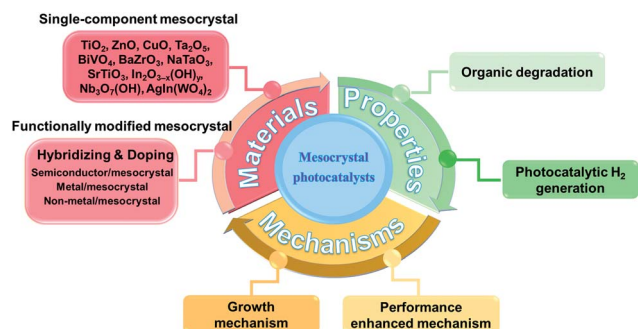 Single-component mesocrystal
TiO₂, ZnO, CuO, Ta₂O₅,
BiVO₄, BaZrO₃, NaTaO₃,
SrTiO₃, In₂O₃₋ₓ(OH)ᵧ,
Nb₃O₇(OH), AgIn(WO₄)₂
Functionally modified mesocrystal
Hybridizing & Doping
Semiconductor/mesocrystal
Metal/mesocrystal
Non-metal/mesocrystal
Materials
Properties
Mechanisms
Mesocrystal
photocatalysts
Organic degradation
Photocatalytic H₂
generation
Growth
mechanism
Performance
enhanced mechanism